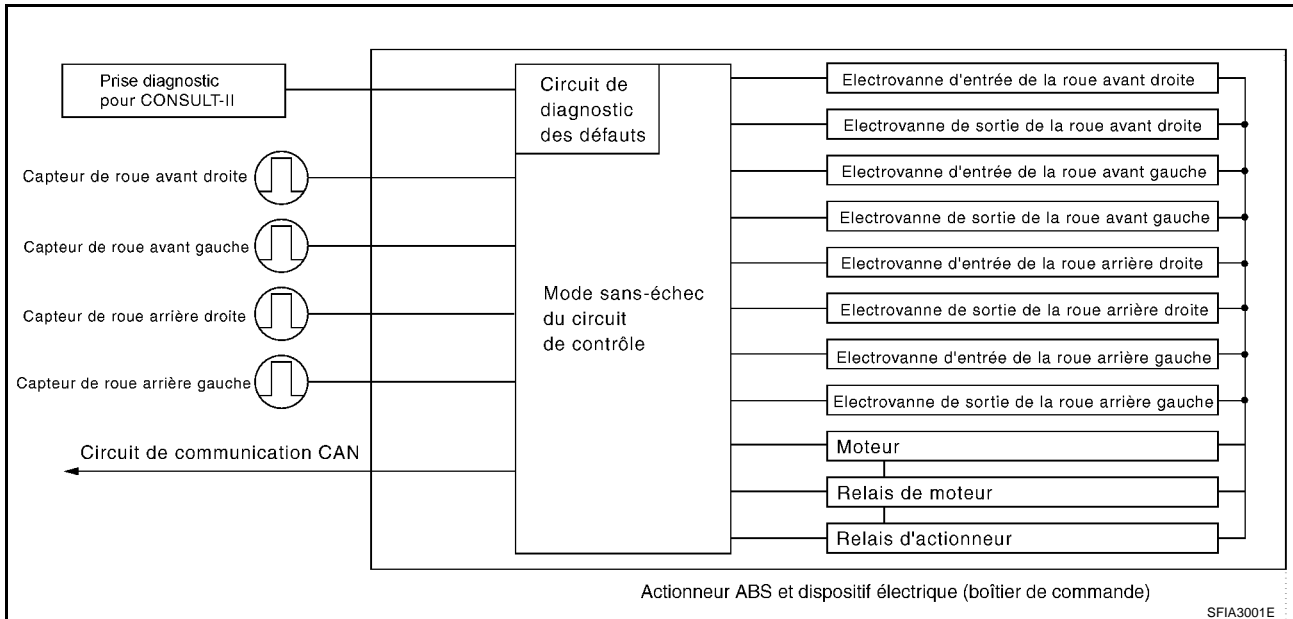 Prise diagnostic
pour CONSULT-II
Capteur de roue avant droite
Capteur de roue avant gauche
Capteur de roue arrière droite
Capteur de roue arrière gauche
Circuit de communication CAN
Circuit de
diagnostic
des défauts
Mode sans-échec
du circuit
de contrôle
Electrovanne d'entrée de la roue avant droite
Electrovanne de sortie de la roue avant droite
Electrovanne d'entrée de la roue avant gauche
Electrovanne de sortie de la roue avant gauche
Electrovanne d'entrée de la roue arrière droite
Electrovanne de sortie de la roue arrière droite
Electrovanne d'entrée de la roue arrière gauche
Electrovanne de sortie de la roue arrière gauche
Moteur
Relais de moteur
Relais d'actionneur
Actionneur ABS et dispositif électrique (boîtier de commande)
SFIA3001E